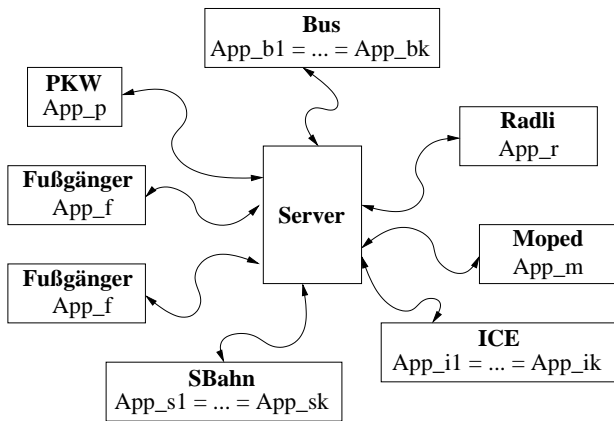 Bus
App_b1 = ... = App_bk
PKW
App_p
Radli
App_r
Fußgänger
App_f
Server
Moped
App_m
Fußgänger
App_f
ICE
App_i1 = ... = App_ik
SBahn
App_s1 = ... = App_sk